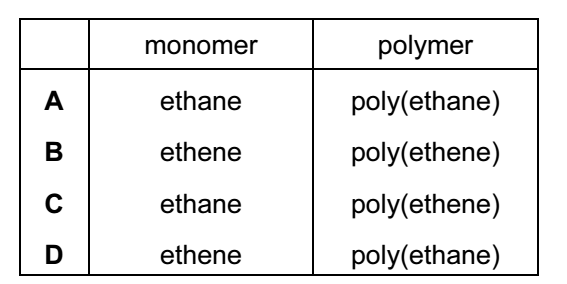 monomer polymer
A ethane poly(ethane)
B ethene poly(ethene)
C ethane poly(ethene)
D ethene poly(ethane)